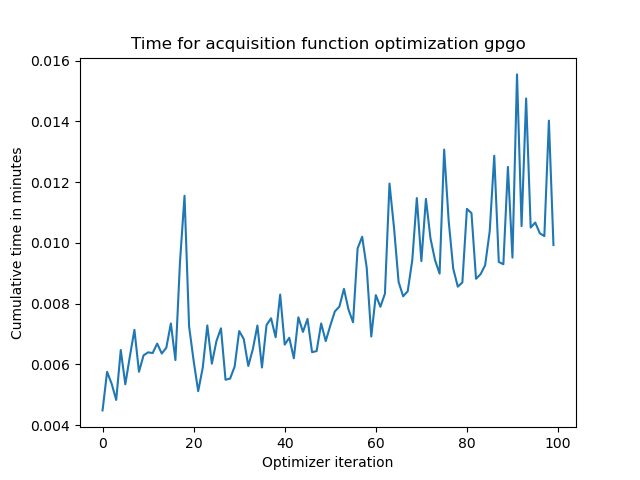 Time for acquisition function optimization gpgo
0.016
0.014
0.012
0.010
0.008
0.006
0.004
Cumulative time in minutes
0 20 40 60 80 100
Optimizer iteration